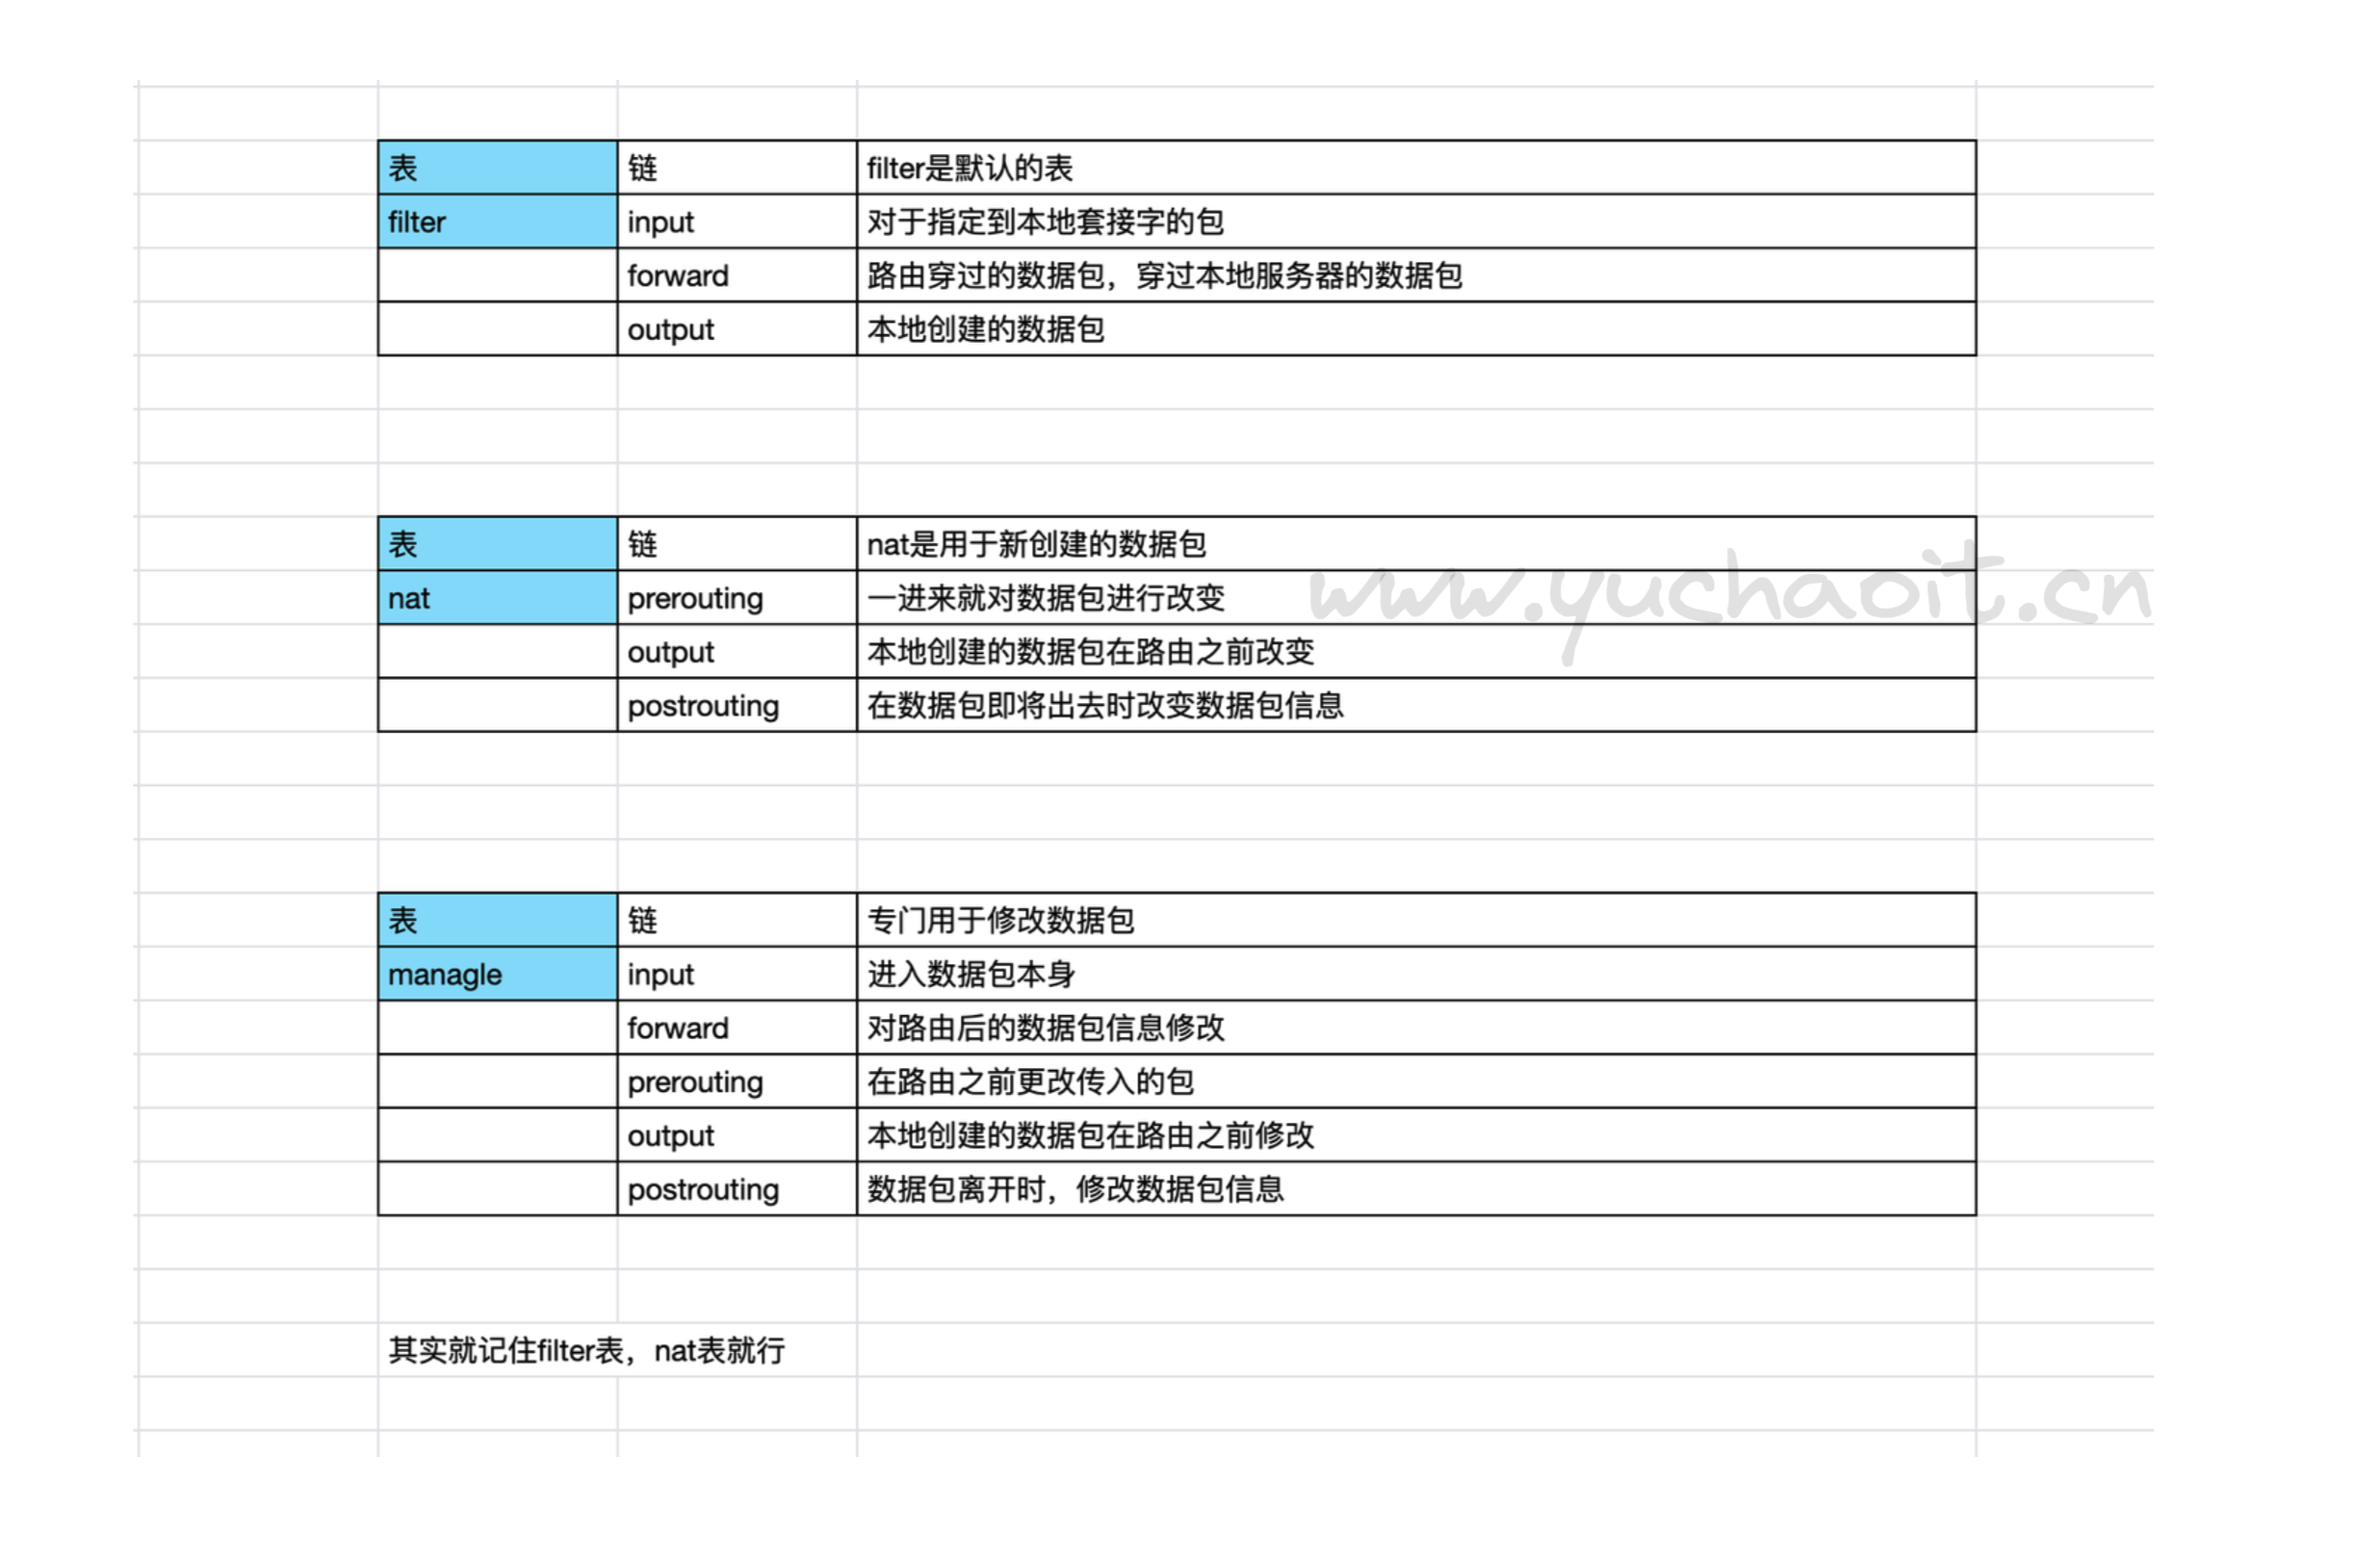 表 链 filter是默认的表
filter input 对于指定到本地套接字的包
forward 路由穿过的数据包，穿过本地服务器的数据包
output 本地创建的数据包
表 链 nat是用于新创建的数据包
www.yuchaoit.cn
nat prerouting 一进来就对数据包进行改变
output 本地创建的数据包在路由之前改变
postrouting 在数据包即将出去时改变数据包信息
表 链 专门用于修改数据包
managle input 进入数据包本身
forward 对路由后的数据包信息修改
prerouting 在路由之前更改传入的包
output 本地创建的数据包在路由之前修改
postrouting 数据包离开时，修改数据包信息
其实就记住filter表，nat表就行